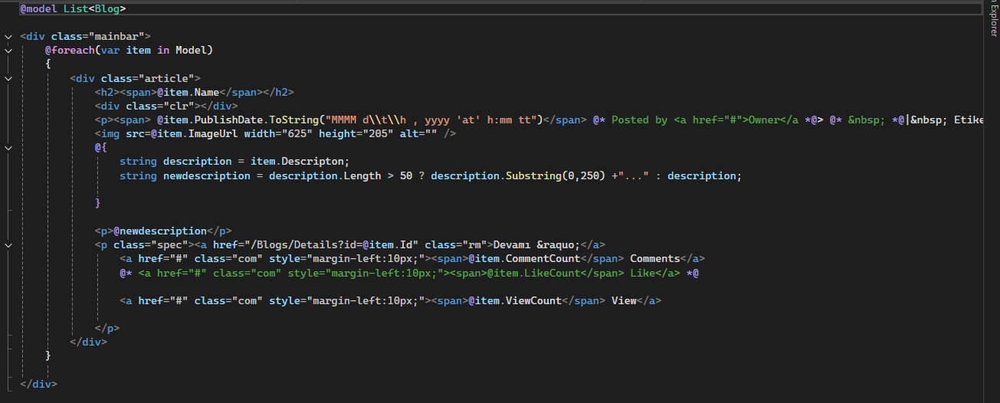 @model List<Blog>
<div class="mainbar">
@foreach(var item in Model)
{
<div class="article">
<h2><span>@item.Name</span></h2>
<div class="clr"></div>
<p><span> @item.PublishDate.ToString("MMMM d\\t\\h , yyyy 'at' h:mm tt")</span> @* Posted by <a href="#">Owner</a *@> @* &nbsp; *@|&nbsp; Etike
<img src=@item.ImageUrl width="625" height="205" alt="" />
@{
string description = item.Descripton;
string newdescription = description.Length > 50 ? description.Substring(0,250) +"..." : description;
}
<p>@newdescription</p>
<p class="spec"><a href="/Blogs/Details?id=@item.Id" class="rm">Devamı &raquo;</a>
<a href="#" class="com" style="margin-left:10px;"><span>@item.CommentCount</span> Comments</a>
@* <a href="#" class="com" style="margin-left:10px;"><span>@item.LikeCount</span> Like</a> *@
<a href="#" class="com" style="margin-left:10px;"><span>@item.ViewCount</span> View</a>
</p>
</div>
}
</div>
Explorer